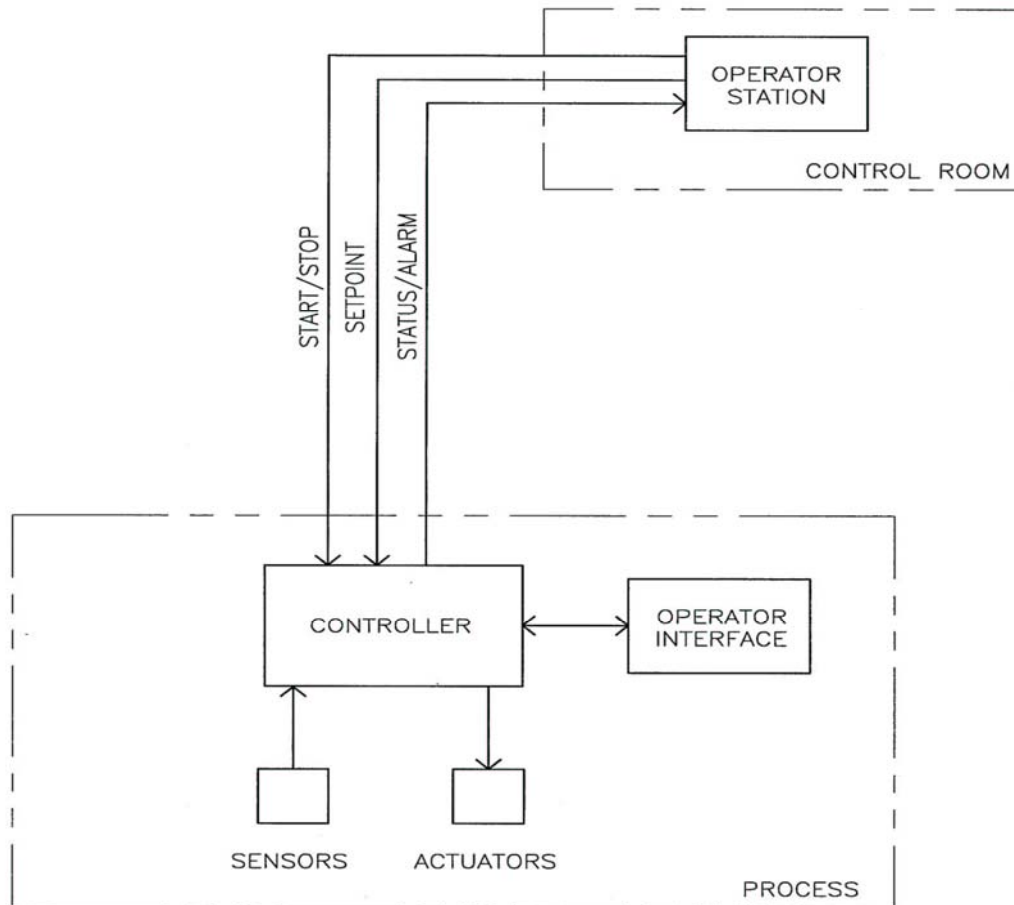 OPERATOR
STATION
CONTROL ROOM
START/STOP
SETPOINT
STATUS/ALARM
CONTROLLER
OPERATOR
INTERFACE
SENSORS
ACTUATORS
PROCESS